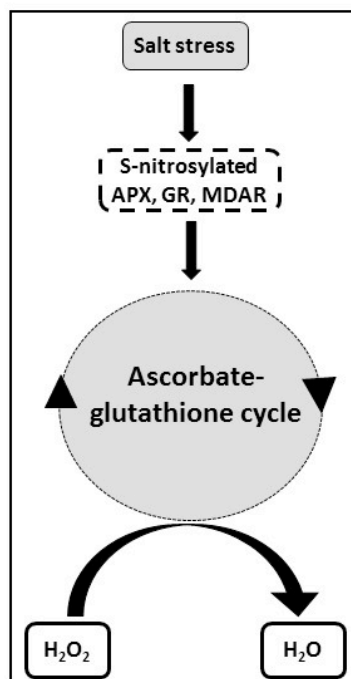 Salt stress
S-nitrosylated
APX, GR, MDAR
Ascorbate-
glutathione cycle
H₂O₂
H₂O